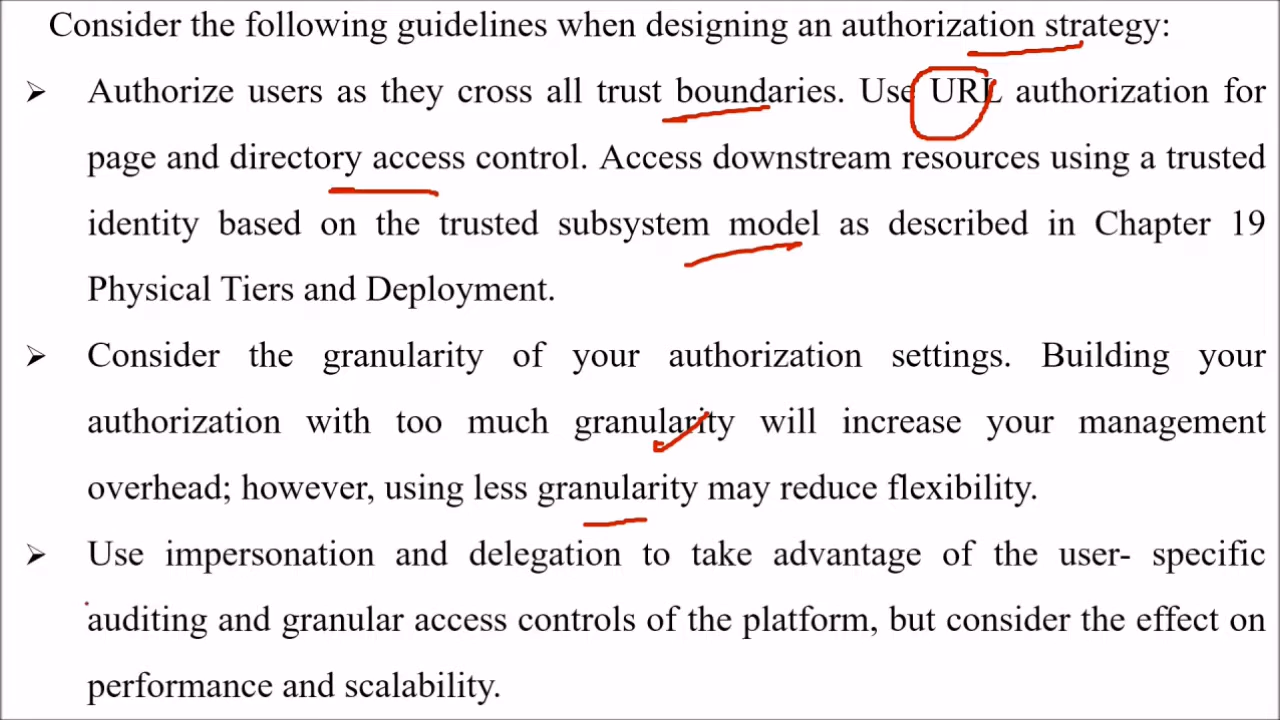 Consider the following guidelines when designing an authorization strategy:
➢ Authorize users as they cross all trust boundaries. Use URL authorization for
page and directory access control. Access downstream resources using a trusted
identity based on the trusted subsystem model as described in Chapter 19
Physical Tiers and Deployment.
➢ Consider the granularity of your authorization settings. Building your
authorization with too much granularity will increase your management
overhead; however, using less granularity may reduce flexibility.
➢ Use impersonation and delegation to take advantage of the user- specific
auditing and granular access controls of the platform, but consider the effect on
performance and scalability.